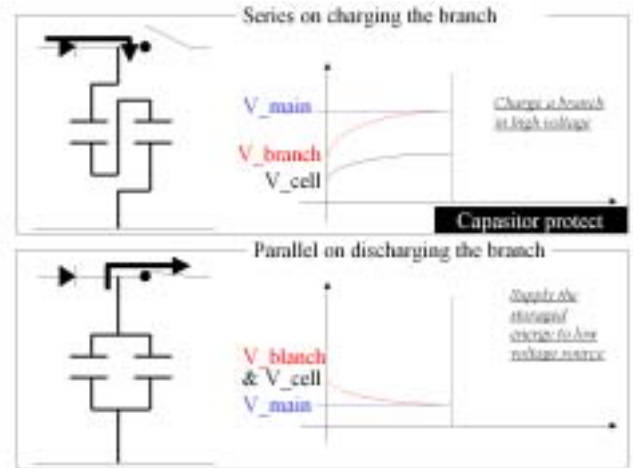 Series on charging the branch
V_main
V_branch
V_cell
Charge a branch
in high voltage
Capasitor protect
Parallel on discharging the branch
V_blanch
& V_cell
V_main
Supply the
storaged
energy to low
voltage source